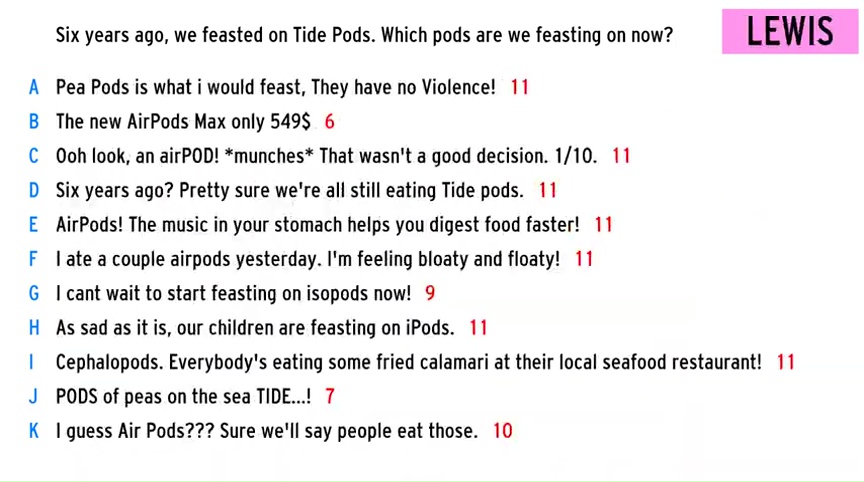 Six years ago, we feasted on Tide Pods. Which pods are we feasting on now?
LEWIS
A Pea Pods is what i would feast, They have no Violence! 11
B The new AirPods Max only 549$ 6
C Ooh look, an airPOD! *munches* That wasn't a good decision. 1/10. 11
D Six years ago? Pretty sure we're all still eating Tide pods. 11
E AirPods! The music in your stomach helps you digest food faster! 11
F I ate a couple airpods yesterday. I'm feeling bloaty and floaty! 11
G I cant wait to start feasting on isopods now! 9
H As sad as it is, our children are feasting on iPods. 11
I Cephalopods. Everybody's eating some fried calamari at their local seafood restaurant! 11
J PODS of peas on the sea TIDE...! 7
K I guess Air Pods??? Sure we'll say people eat those. 10